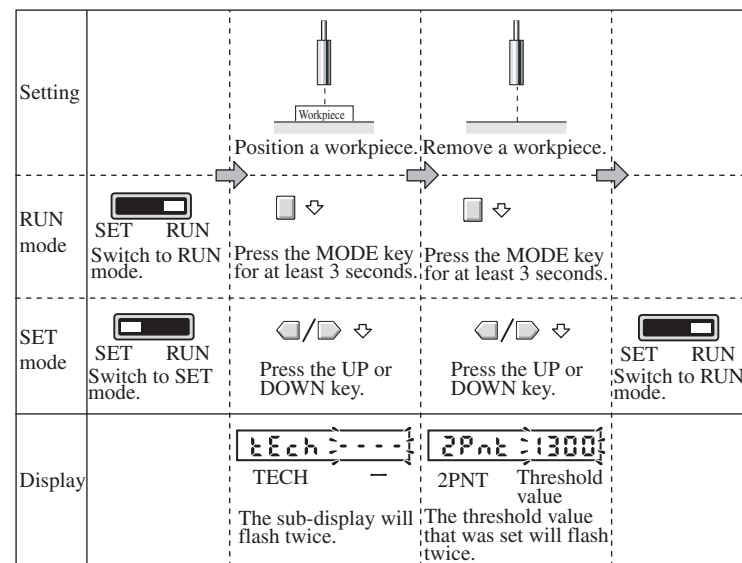 Setting
Workpiece
Position a workpiece.
Remove a workpiece.
RUN
mode
SET RUN
Switch to RUN
mode.
Press the MODE key
for at least 3 seconds.
Press the MODE key
for at least 3 seconds.
SET
mode
SET RUN
Switch to SET
mode.
/
Press the UP or
DOWN key.
/
Press the UP or
DOWN key.
SET RUN
Switch to RUN
mode.
Display
tEch ----
TECH —
The sub-display will
flash twice.
2Pnt 1300
2PNT Threshold
value
The threshold value
that was set will flash
twice.